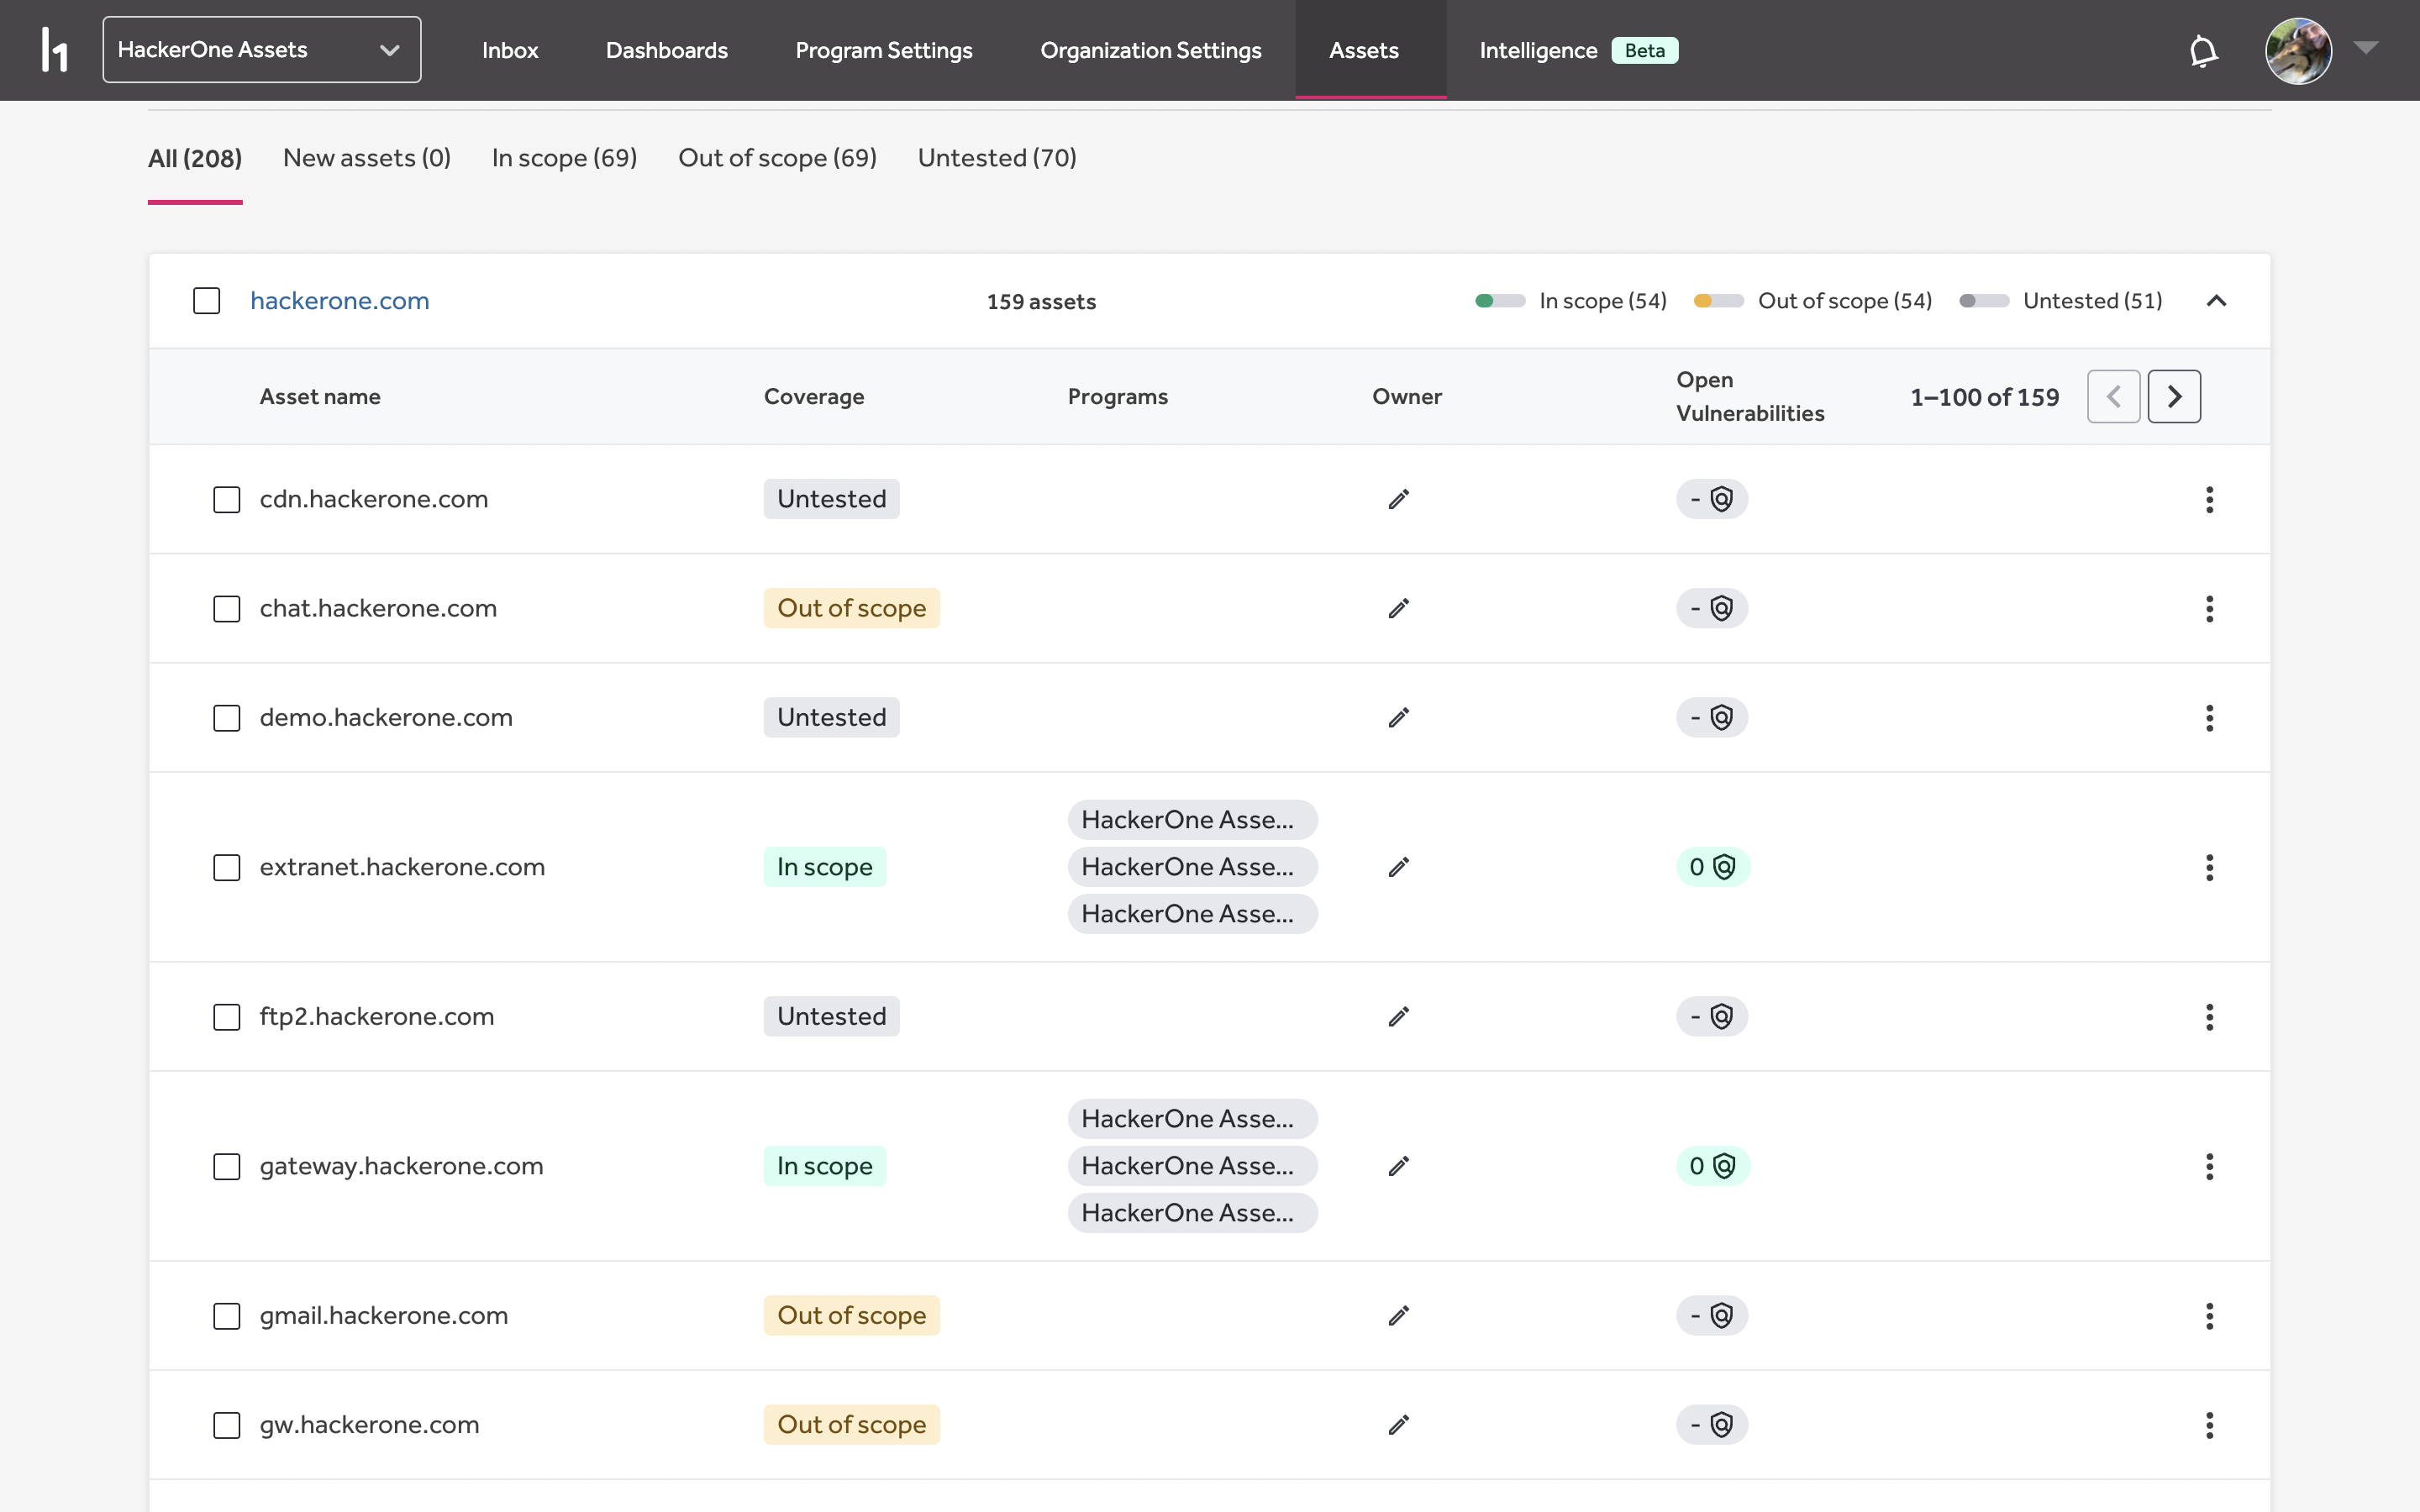 h1 HackerOne Assets Inbox Dashboards Program Settings Organization Settings Assets Intelligence Beta
All (208) New assets (0) In scope (69) Out of scope (69) Untested (70)
hackerone.com 159 assets In scope (54) Out of scope (54) Untested (51)
Asset name Coverage Programs Owner Open Vulnerabilities 1–100 of 159
cdn.hackerone.com Untested -
chat.hackerone.com Out of scope -
demo.hackerone.com Untested -
HackerOne Asse...
extranet.hackerone.com In scope HackerOne Asse... 0
HackerOne Asse...
ftp2.hackerone.com Untested -
HackerOne Asse...
gateway.hackerone.com In scope HackerOne Asse... 0
HackerOne Asse...
gmail.hackerone.com Out of scope -
gw.hackerone.com Out of scope -